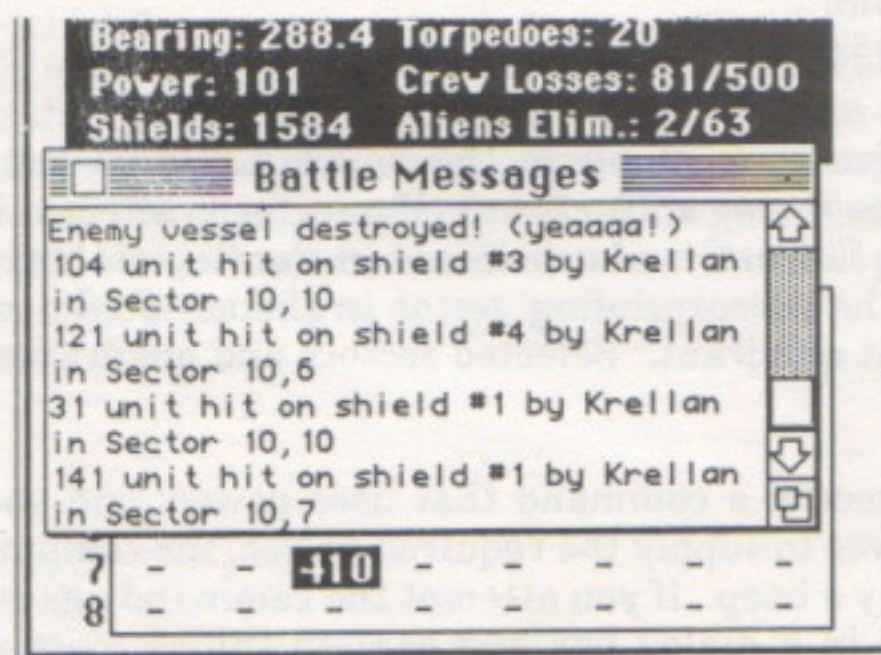 Bearing: 288.4 Torpedoes: 20
Power: 101 Crew Losses: 81/500
Shields: 1584 Aliens Elim.: 2/63
Battle Messages
Enemy vessel destroyed! (yeaaaa!)
104 unit hit on shield #3 by Krellan
in Sector 10,10
121 unit hit on shield #4 by Krellan
in Sector 10,6
31 unit hit on shield #1 by Krellan
in Sector 10,10
141 unit hit on shield #1 by Krellan
in Sector 10,7
7 - - 410 - - - - -
8 - - - - - - - -